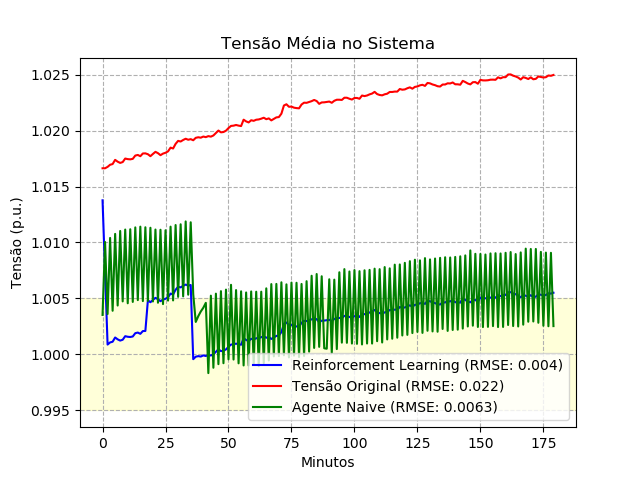 Tensão Média no Sistema
Tensão (p.u.)
1.025
1.020
1.015
1.010
1.005
1.000
0.995
Reinforcement Learning (RMSE: 0.004)
Tensão Original (RMSE: 0.022)
Agente Naive (RMSE: 0.0063)
0 25 50 75 100 125 150 175
Minutos